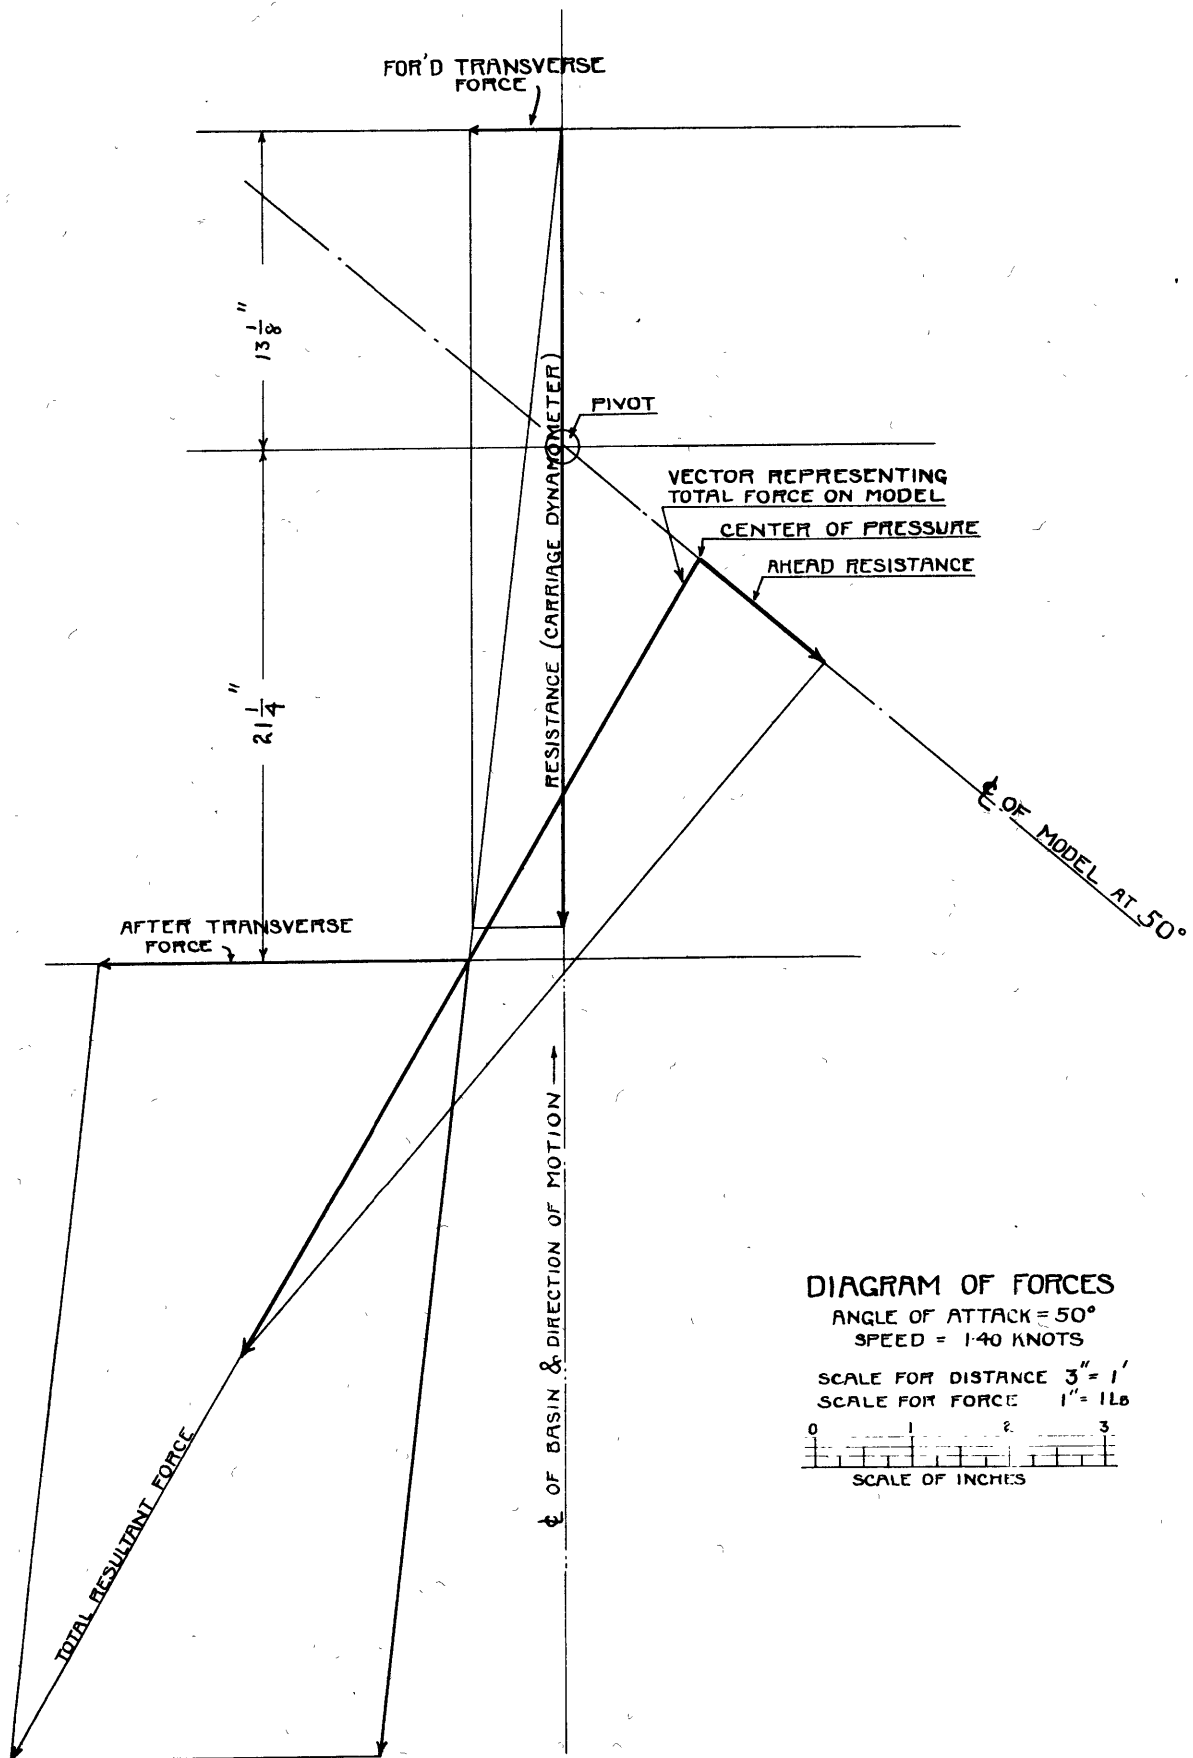 FOR'D TRANSVERSE
FORCE
13 1/8"
PIVOT
RESISTANCE (CARRIAGE DYNAMOMETER)
VECTOR REPRESENTING
TOTAL FORCE ON MODEL
CENTER OF PRESSURE
AHEAD RESISTANCE
21 1/4"
℄ OF MODEL AT 50°
AFTER TRANSVERSE
FORCE
℄ OF BASIN & DIRECTION OF MOTION →
TOTAL RESULTANT FORCE
DIAGRAM OF FORCES
ANGLE OF ATTACK = 50°
SPEED = 1.40 KNOTS
SCALE FOR DISTANCE 3" = 1'
SCALE FOR FORCE 1" = 1 LB
0 1 2 3
SCALE OF INCHES